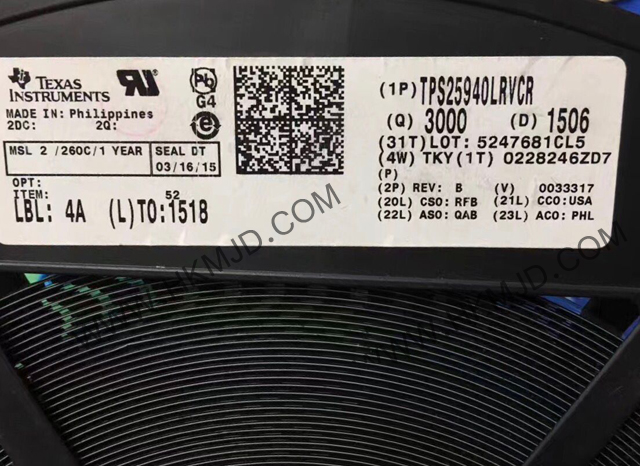 TEXAS
INSTRUMENTS
MADE IN: Philippines
2DC: 2Q:
MSL 2 /260C/1 YEAR
SEAL DT
03/16/15
OPT:
ITEM: 52
LBL: 4A (L)TO:1518
Pb
G4
e
(1P) TPS25940LRVCR
(Q) 3000 (D) 1506
(31T)LOT: 5247681CL5
(4W) TKY(1T) 0228246ZD7
(P)
(2P) REV: B (V) 0033317
(20L) CSO: RFB (21L) CCO:USA
(22L) ASO: QAB (23L) ACO: PHL
WWW.HKMJD.COM
WWW.HKMJD.COM